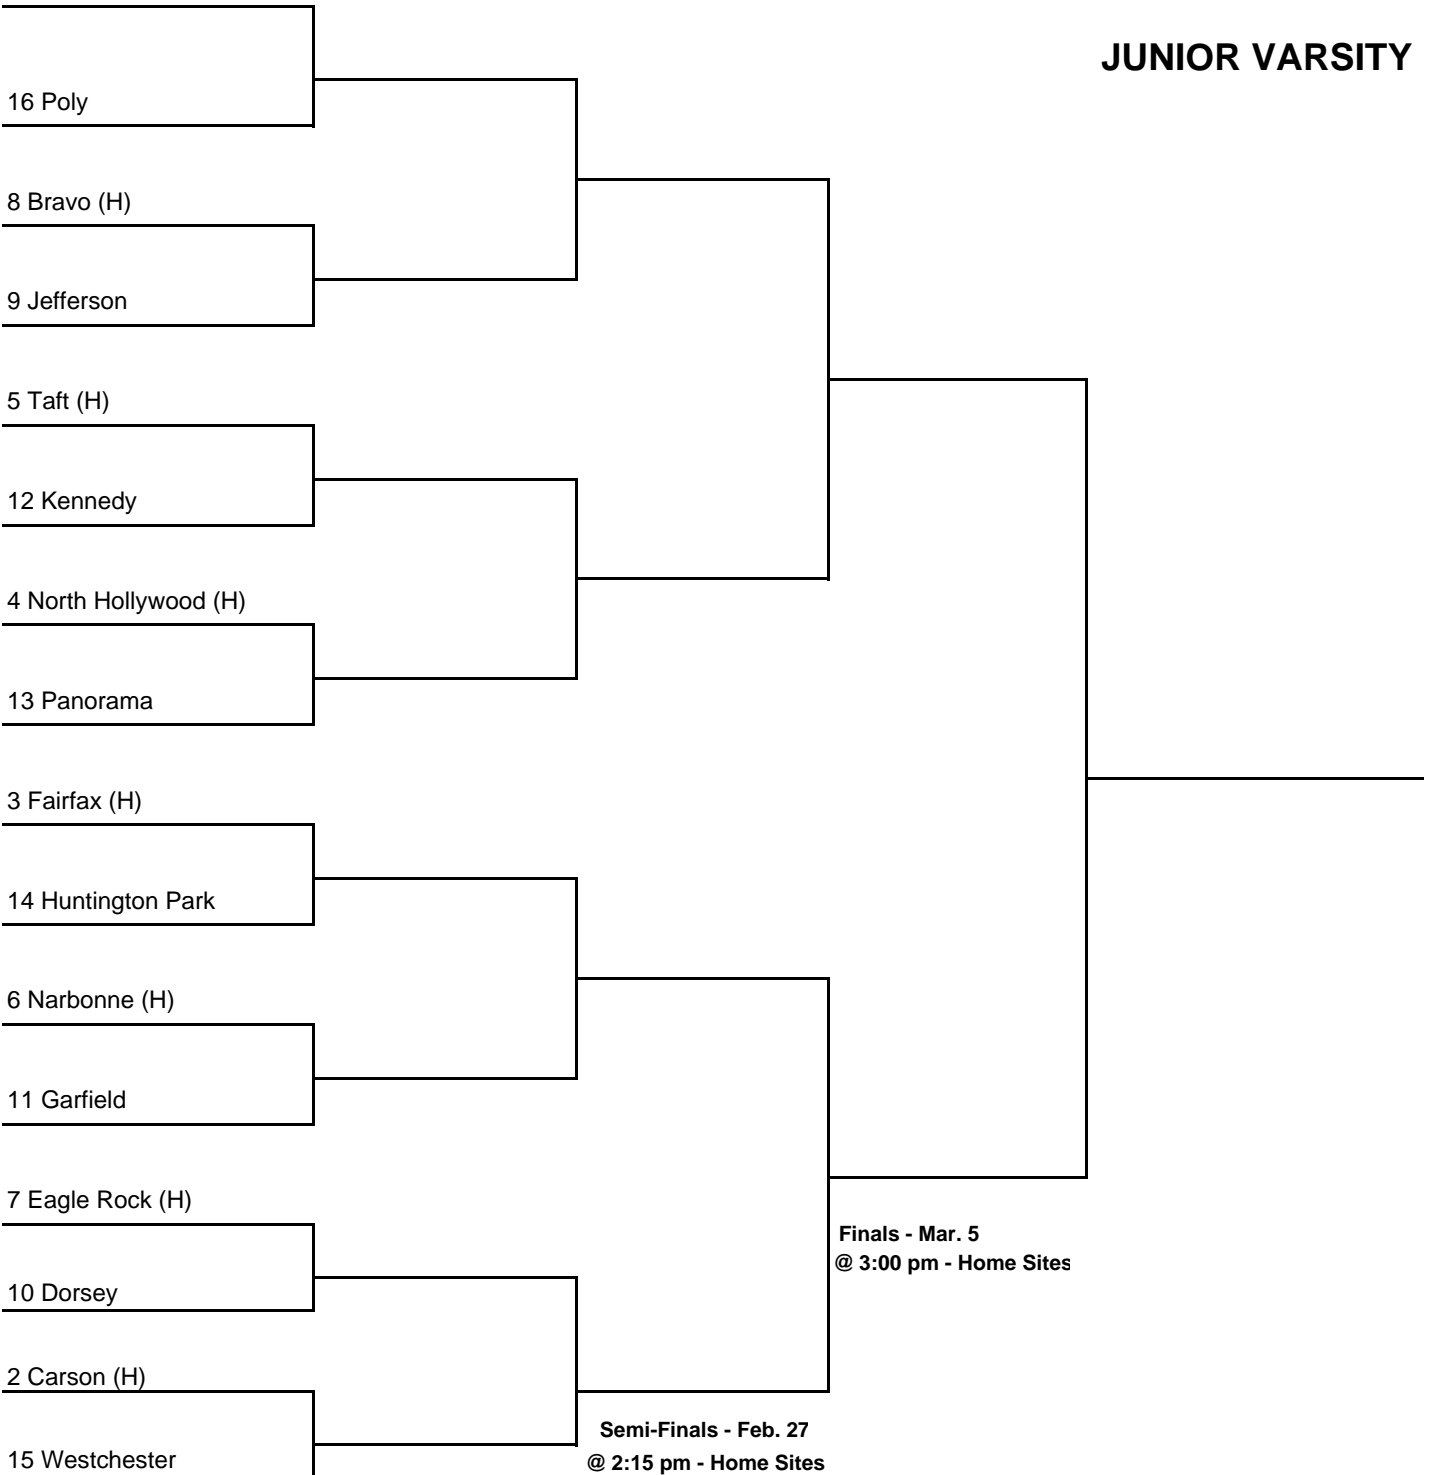 JUNIOR VARSITY
16 Poly
8 Bravo (H)
9 Jefferson
5 Taft (H)
12 Kennedy
4 North Hollywood (H)
13 Panorama
3 Fairfax (H)
14 Huntington Park
6 Narbonne (H)
11 Garfield
7 Eagle Rock (H)
Finals - Mar. 5
@ 3:00 pm - Home Sites
10 Dorsey
2 Carson (H)
Semi-Finals - Feb. 27
15 Westchester
@ 2:15 pm - Home Sites